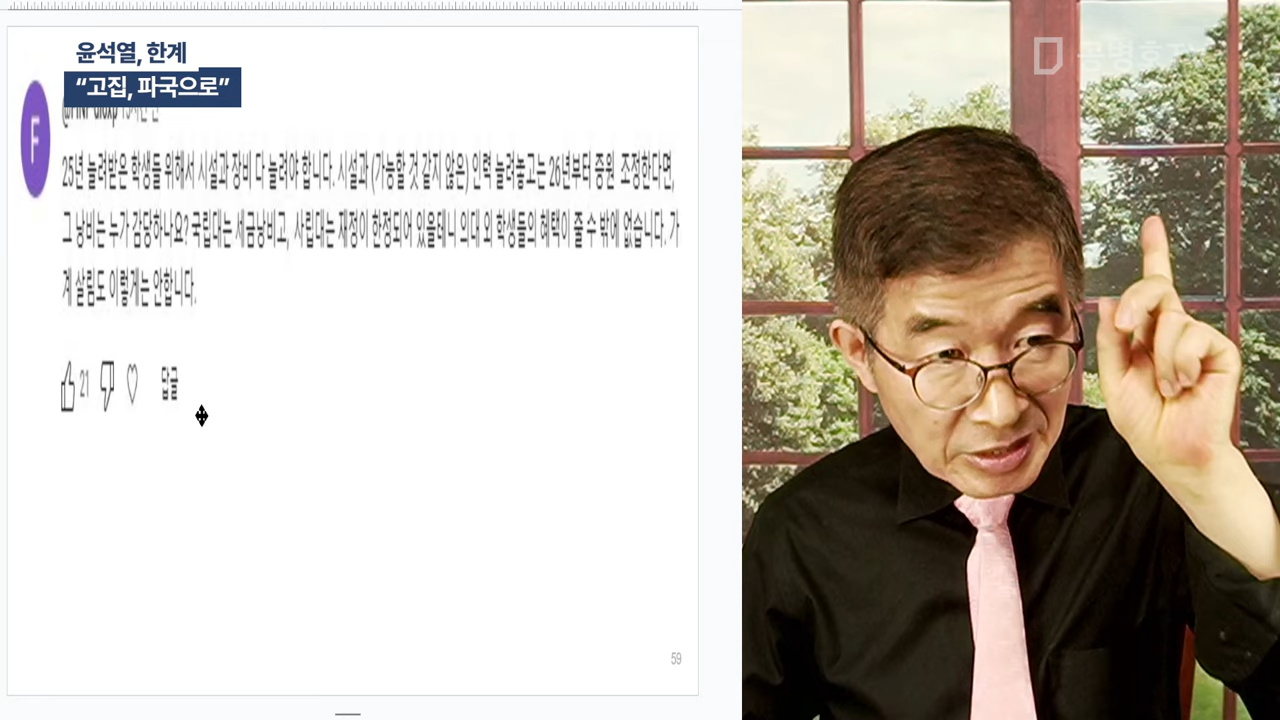 윤석열, 한계
“고집, 파국으로”
F
25년 늘려받은 학생들 위해서 시설과 장비 다 늘려야 합니다. 시설과 (가능할 것 같지 않은) 인력 늘려놓고는 26년부터 증원 조정한다면,
그 낭비는 누가 감당하나요? 국립대는 세금낭비고, 사립대는 재정이 한정되어 있을테니 의대 외 학생들의 혜택이 줄 수 밖에 없습니다. 가
계 살림도 이렇게는 안합니다.
21 답글
59